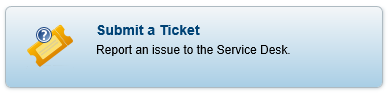 Submit a Ticket
Report an issue to the Service Desk.